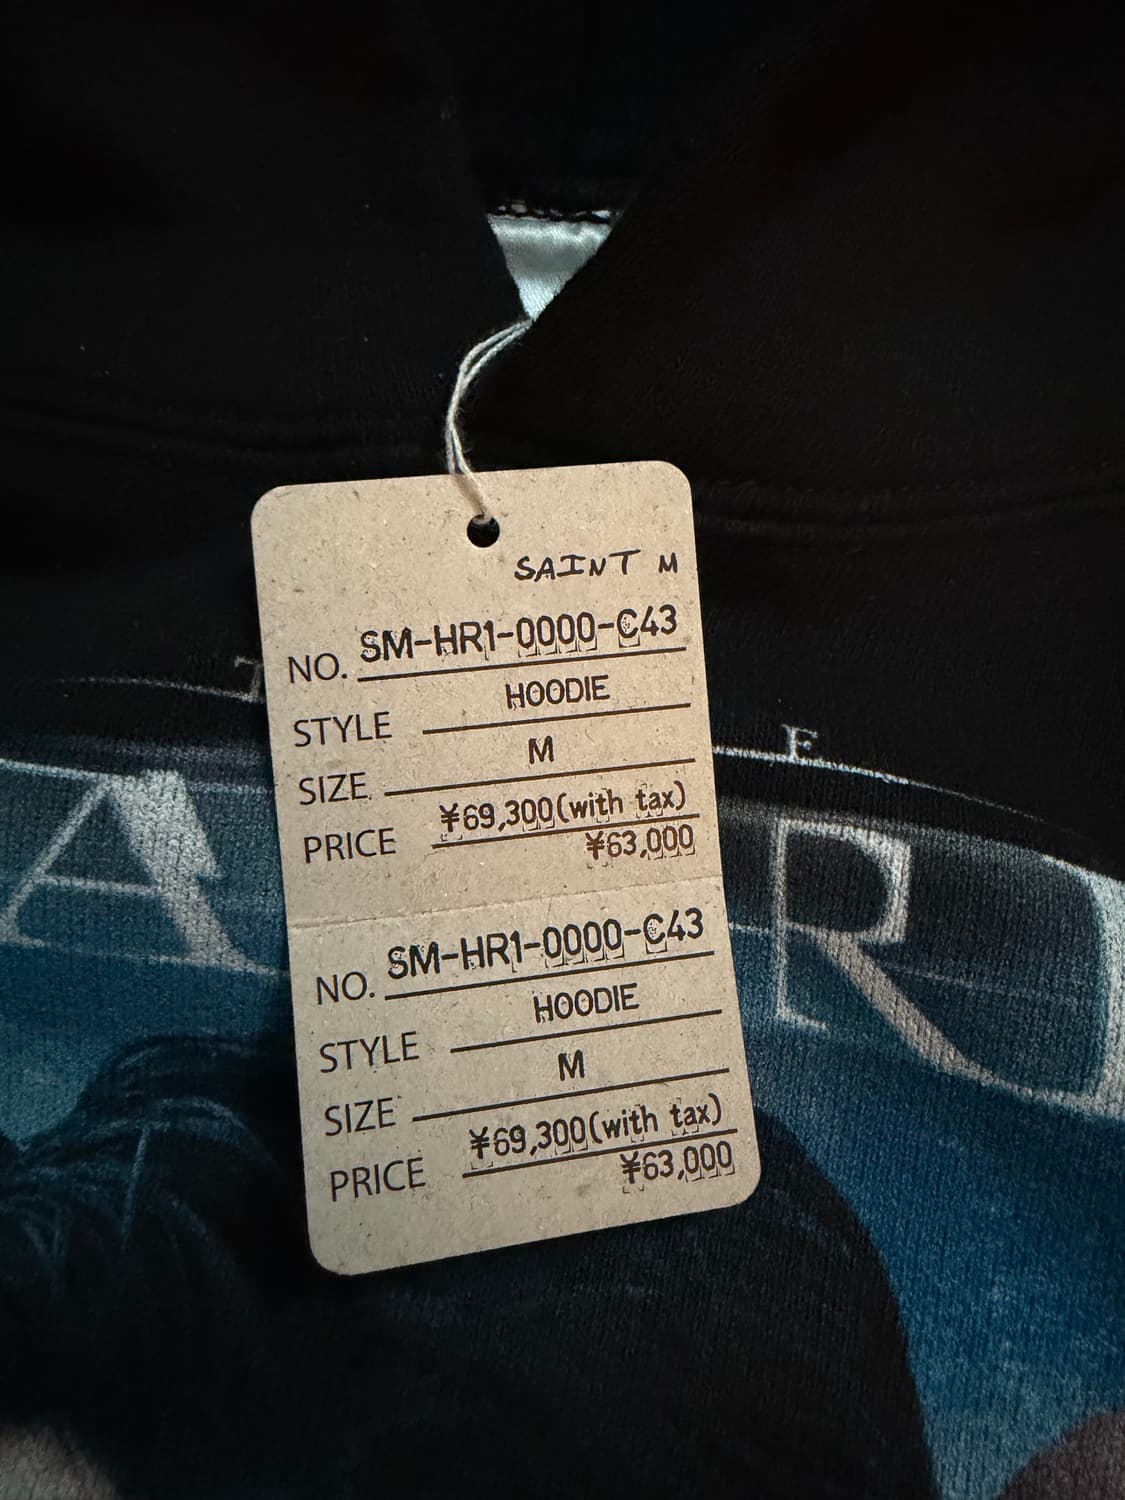 SAINT M
NO. SM-HR1-0000-C43
STYLE HOODIE
SIZE M
PRICE ¥69,300(with tax)
¥63,000
NO. SM-HR1-0000-C43
STYLE HOODIE
SIZE M
PRICE ¥69,300(with tax)
¥63,000
T E
A R